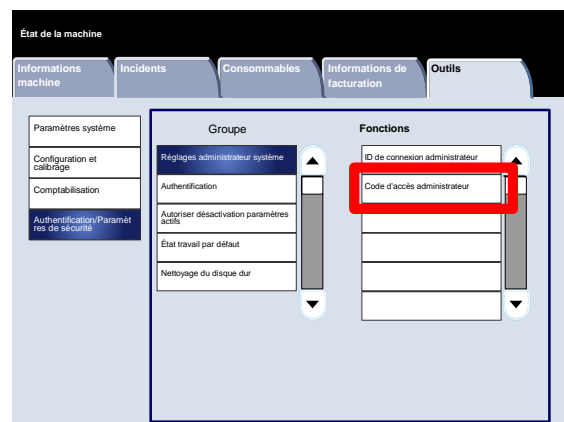 État de la machine
Informations
machine
Incidents
Consommables
Informations de
facturation
Outils
Paramètres système
Configuration et
calibrage
Comptabilisation
Authentification/Paramèt
res de sécurité
Groupe
Réglages administrateur système
Authentification
Autoriser désactivation paramètres
actifs
État travail par défaut
Nettoyage du disque dur
Fonctions
ID de connexion administrateur
Code d'accès administrateur